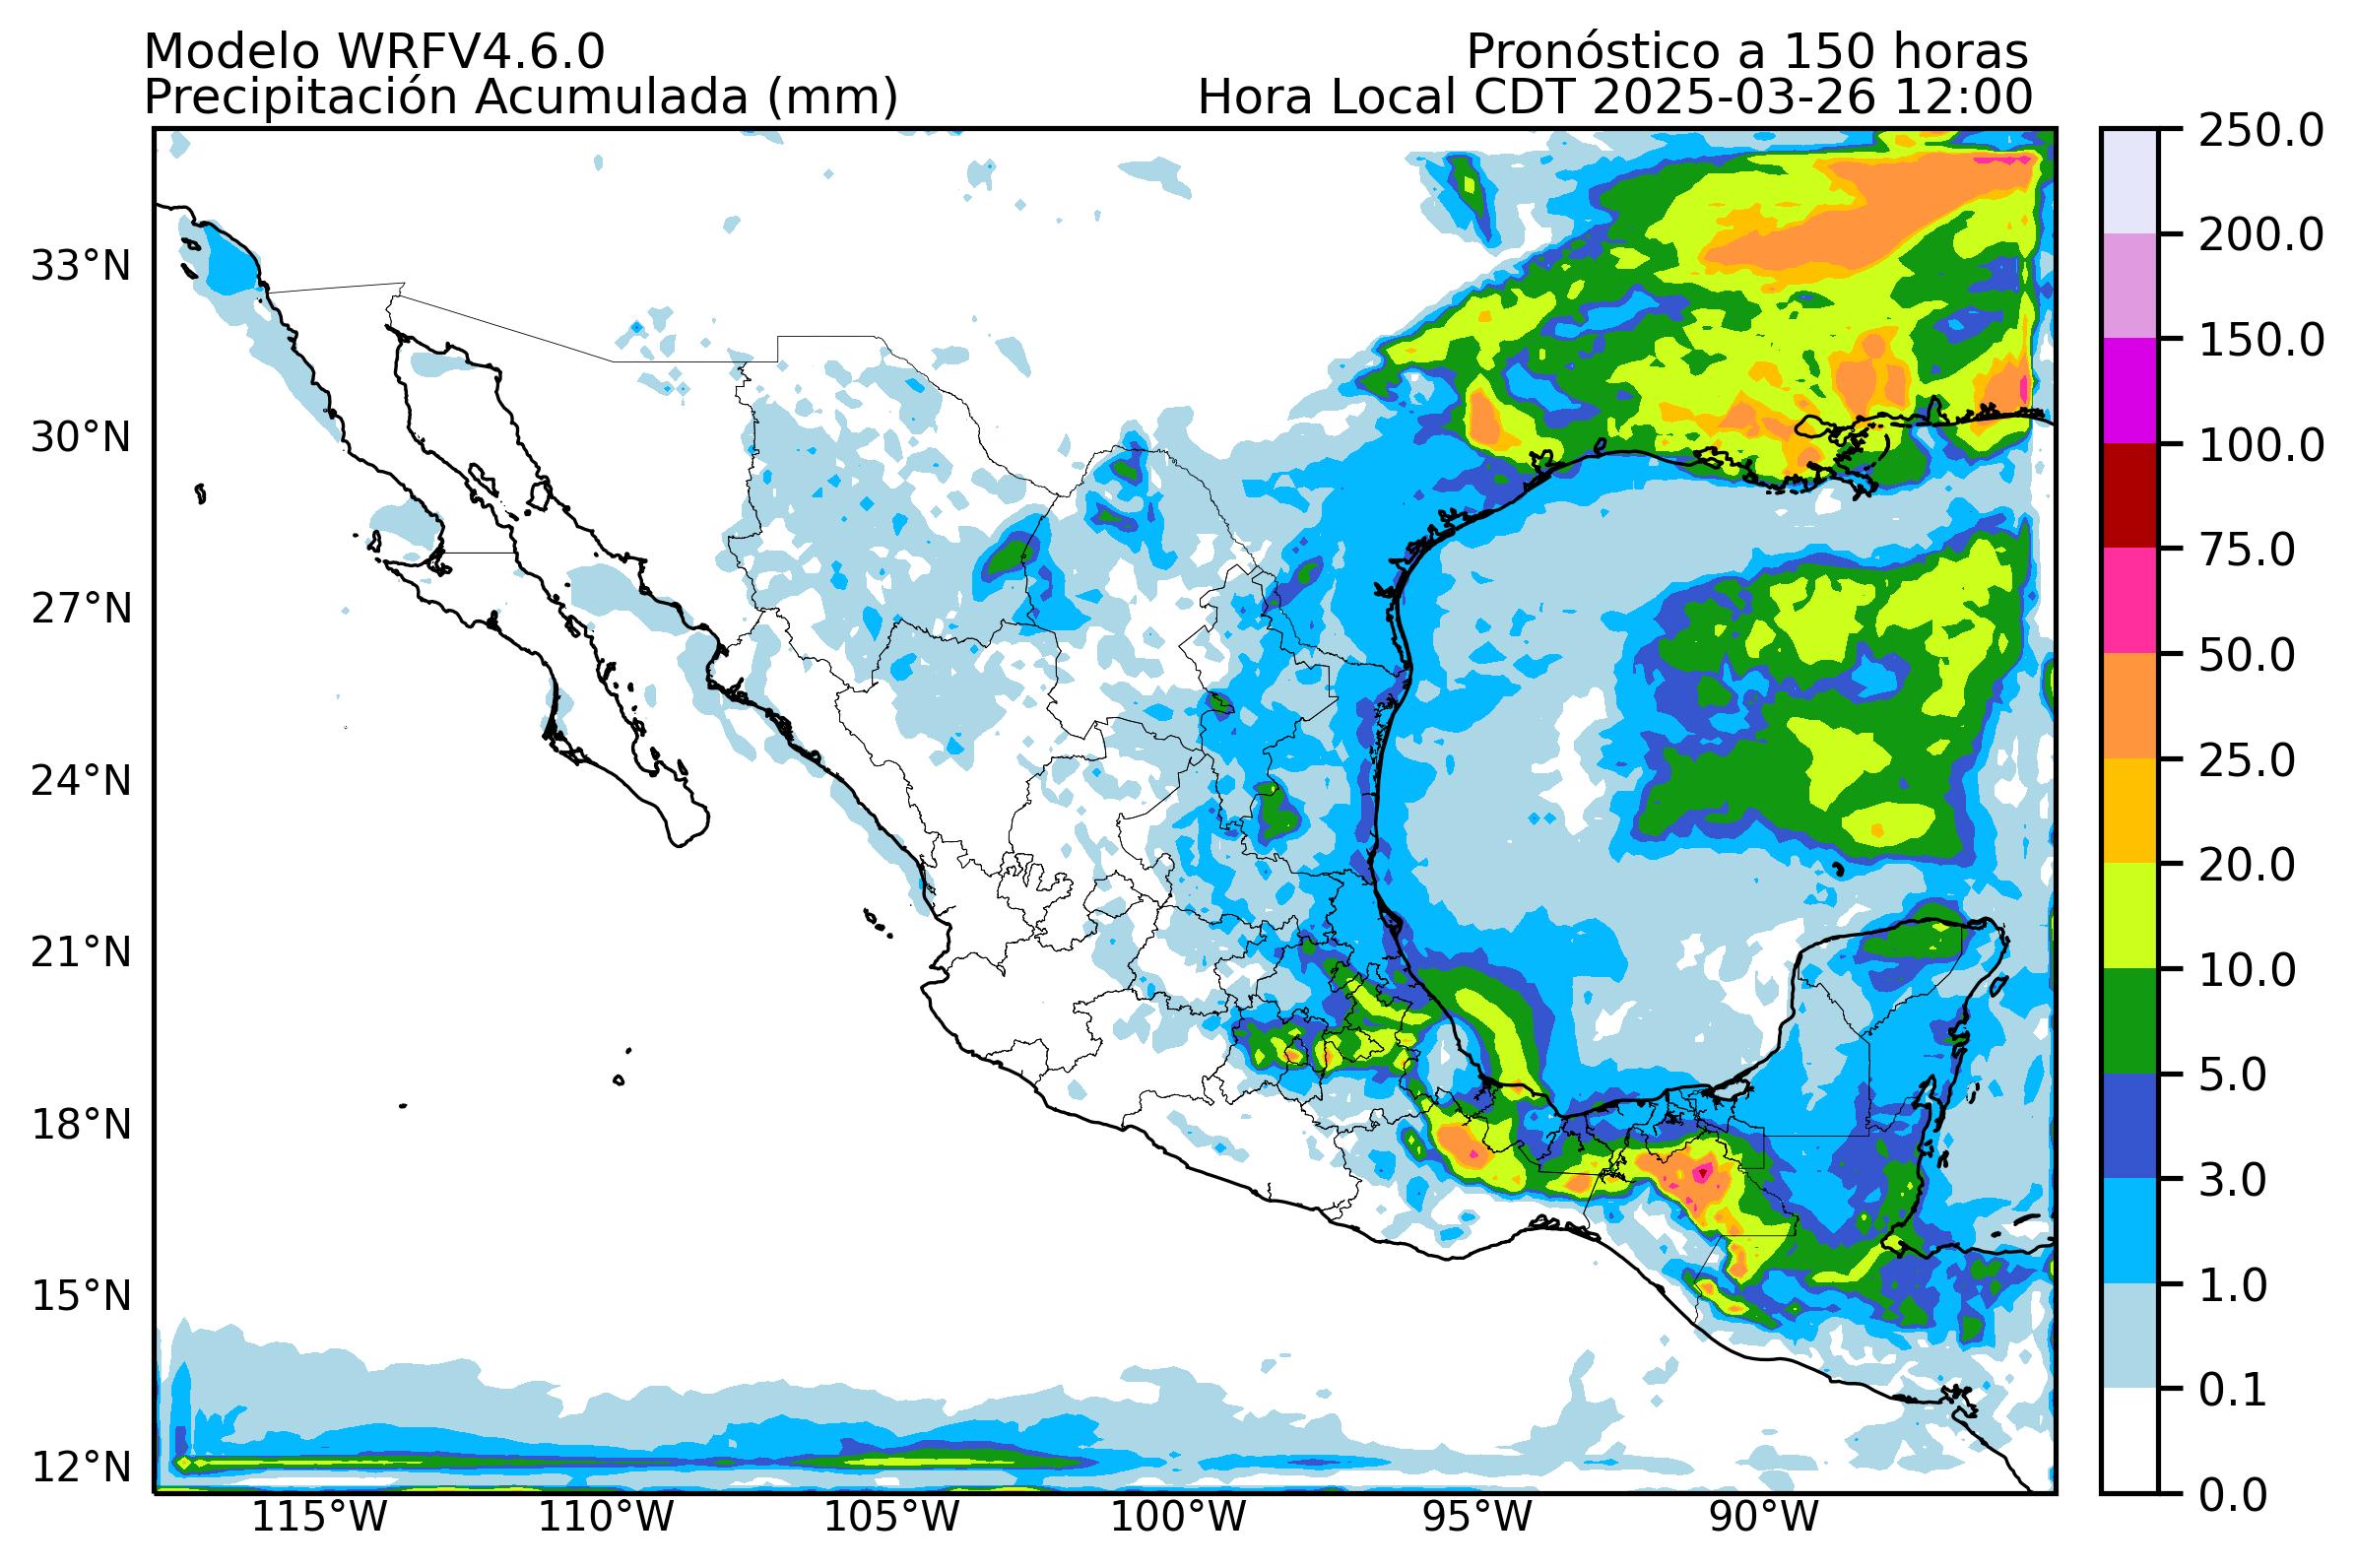 Modelo WRFV4.6.0
Pronóstico a 150 horas
Precipitación Acumulada (mm)
Hora Local CDT 2025-03-26 12:00
33°N
30°N
27°N
24°N
21°N
18°N
15°N
12°N
115°W
110°W
105°W
100°W
95°W
90°W
250.0
200.0
150.0
100.0
75.0
50.0
25.0
20.0
10.0
5.0
3.0
1.0
0.1
0.0